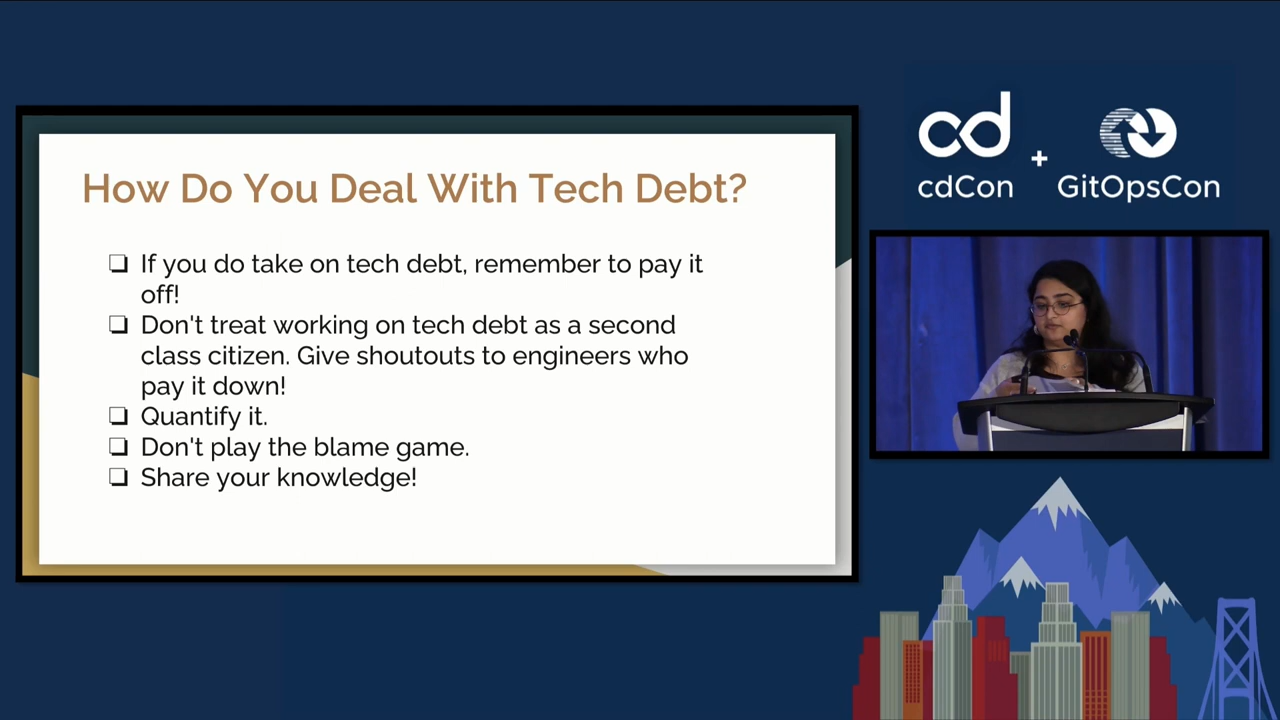 How Do You Deal With Tech Debt?
❏ If you do take on tech debt, remember to pay it
off!
❏ Don't treat working on tech debt as a second
class citizen. Give shoutouts to engineers who
pay it down!
❏ Quantify it.
❏ Don't play the blame game.
❏ Share your knowledge!
cd
+
cdCon
GitOpsCon